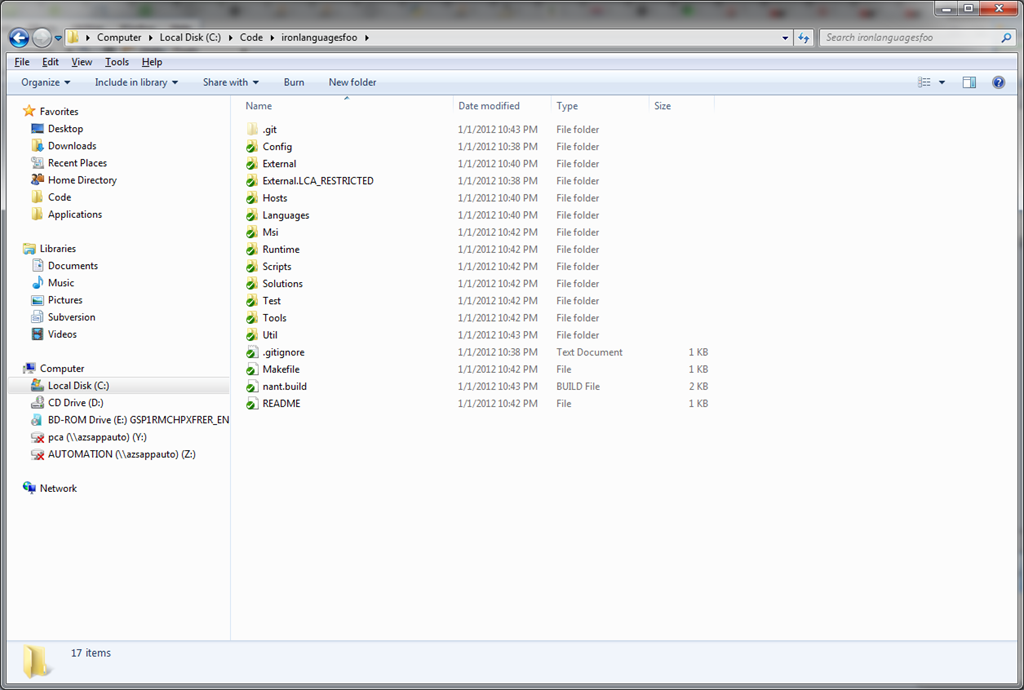 Computer Local Disk (C:) Code ironlanguagesfoo Search ironlanguagesfoo
File Edit View Tools Help
Organize Include in library Share with Burn New folder
Favorites
Desktop
Downloads
Recent Places
Home Directory
Code
Applications
Libraries
Documents
Music
Pictures
Subversion
Videos
Computer
Local Disk (C:)
CD Drive (D:)
BD-ROM Drive (E:) GSP1RMCHPXFRER_EN
pca (\\azsappauto) (Y:)
AUTOMATION (\\azsappauto) (Z:)
Network
Name Date modified Type Size
.git 1/1/2012 10:43 PM File folder
Config 1/1/2012 10:38 PM File folder
External 1/1/2012 10:40 PM File folder
External.LCA_RESTRICTED 1/1/2012 10:38 PM File folder
Hosts 1/1/2012 10:40 PM File folder
Languages 1/1/2012 10:40 PM File folder
Msi 1/1/2012 10:42 PM File folder
Runtime 1/1/2012 10:42 PM File folder
Scripts 1/1/2012 10:42 PM File folder
Solutions 1/1/2012 10:42 PM File folder
Test 1/1/2012 10:42 PM File folder
Tools 1/1/2012 10:42 PM File folder
Util 1/1/2012 10:43 PM File folder
.gitignore 1/1/2012 10:38 PM Text Document 1 KB
Makefile 1/1/2012 10:42 PM File 1 KB
nant.build 1/1/2012 10:43 PM BUILD File 2 KB
README 1/1/2012 10:42 PM File 1 KB
17 items